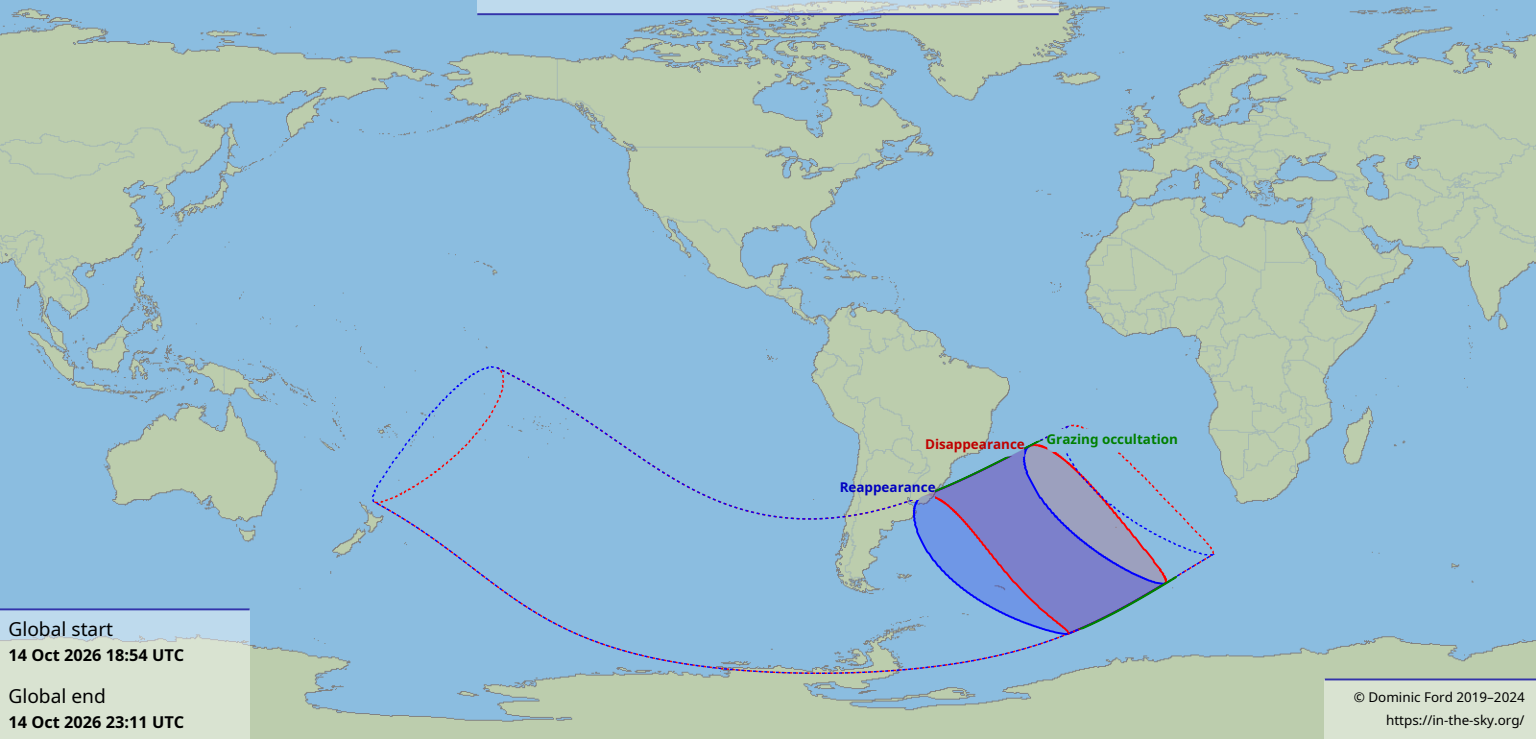 Disappearance
Grazing occultation
Reappearance
Global start
14 Oct 2026 18:54 UTC
Global end
14 Oct 2026 23:11 UTC
© Dominic Ford 2019–2024
https://in-the-sky.org/